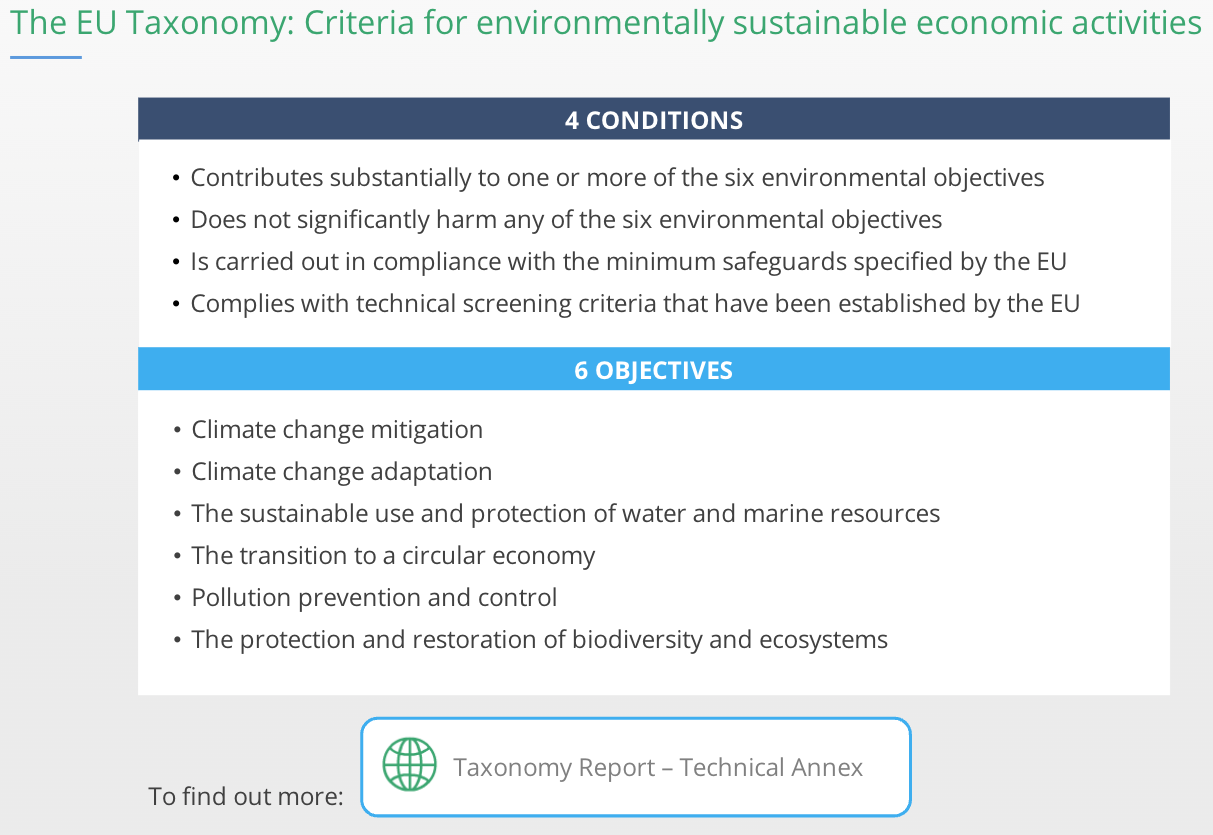 The EU Taxonomy: Criteria for environmentally sustainable economic activities
4 CONDITIONS
• Contributes substantially to one or more of the six environmental objectives
• Does not significantly harm any of the six environmental objectives
• Is carried out in compliance with the minimum safeguards specified by the EU
• Complies with technical screening criteria that have been established by the EU
6 OBJECTIVES
• Climate change mitigation
• Climate change adaptation
• The sustainable use and protection of water and marine resources
• The transition to a circular economy
• Pollution prevention and control
• The protection and restoration of biodiversity and ecosystems
To find out more:
Taxonomy Report – Technical Annex